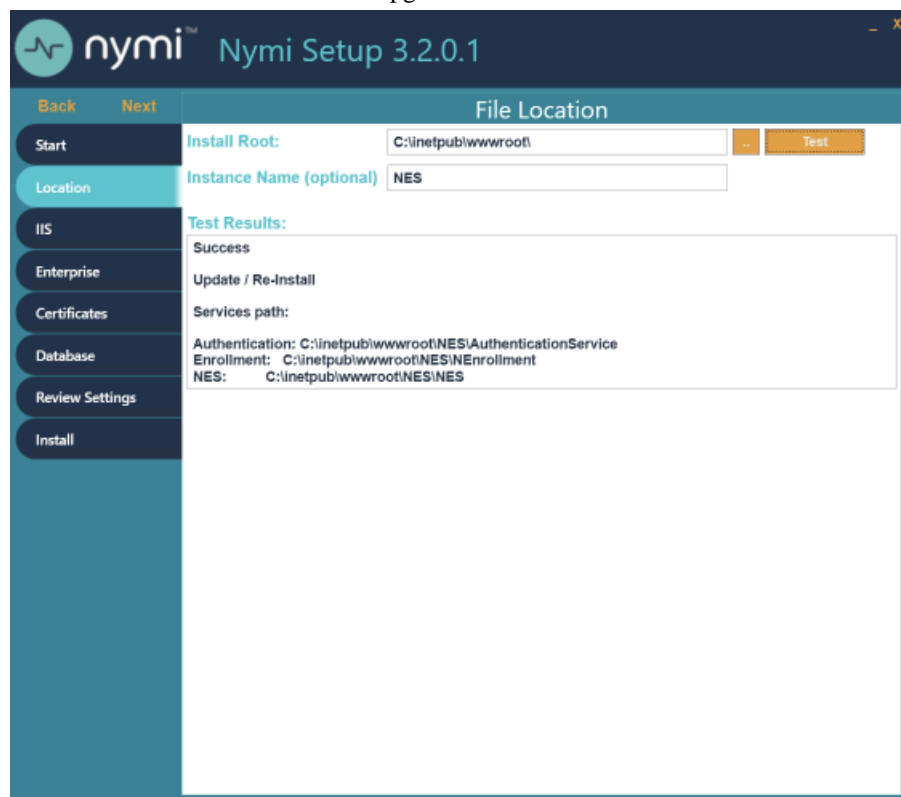 nymi™ Nymi Setup 3.2.0.1
_ x
Back Next
File Location
Start
Location
IIS
Enterprise
Certificates
Database
Review Settings
Install
Install Root: C:\inetpub\wwwroot\ .. Test
Instance Name (optional) NES
Test Results:
Success
Update / Re-Install
Services path:
Authentication: C:\inetpub\wwwroot\NES\AuthenticationService
Enrollment: C:\inetpub\wwwroot\NES\NEnrollment
NES: C:\inetpub\wwwroot\NES\NES